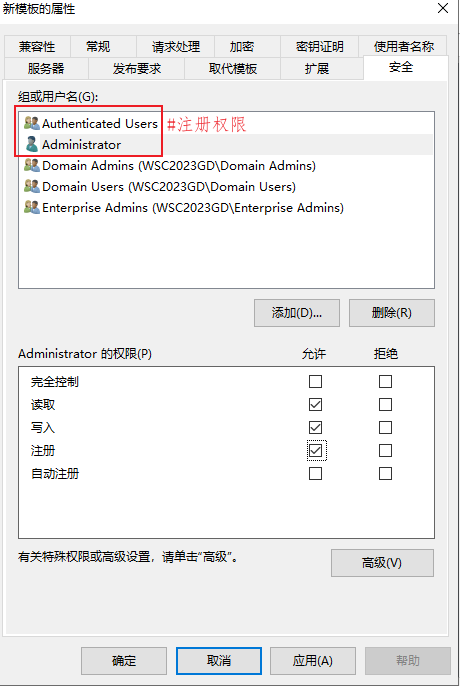 新模板的属性
兼容性 常规 请求处理 加密 密钥证明 使用者名称
服务器 发布要求 取代模板 扩展 安全
组或用户名(G):
Authenticated Users #注册权限
Administrator
Domain Admins (WSC2023GD\Domain Admins)
Domain Users (WSC2023GD\Domain Users)
Enterprise Admins (WSC2023GD\Enterprise Admins)
添加(D)... 删除(R)
Administrator 的权限(P) 允许 拒绝
完全控制
读取
写入
注册
自动注册
有关特殊权限或高级设置，请单击“高级”。
高级(V)
确定 取消 应用(A) 帮助